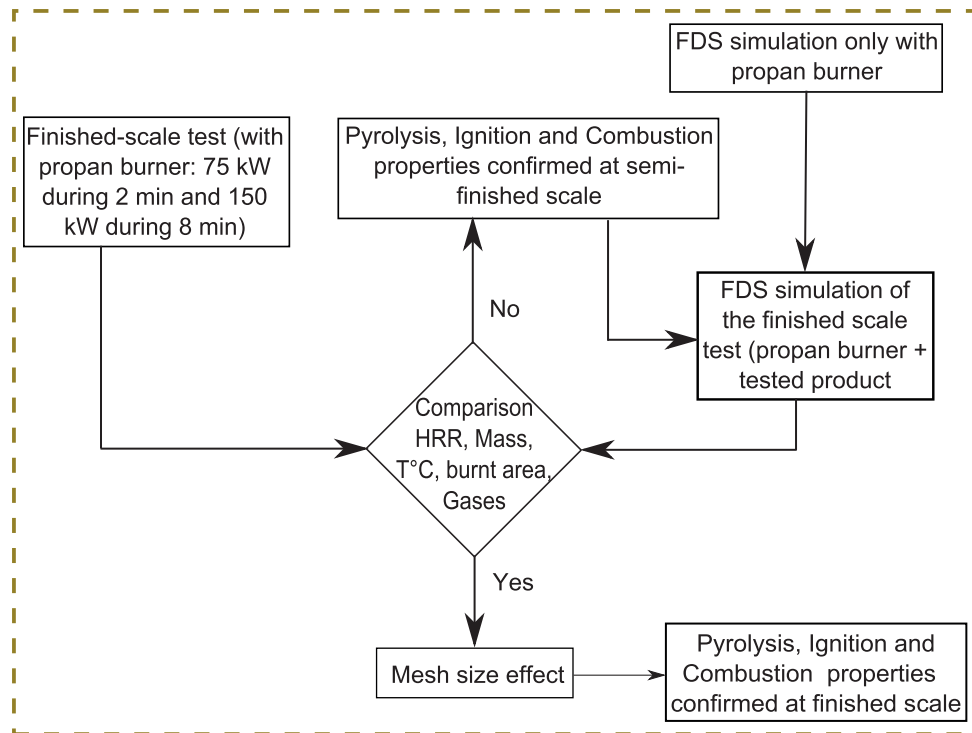 FDS simulation only with
propan burner
Finished-scale test (with
propan burner: 75 kW
during 2 min and 150
kW during 8 min)
Pyrolysis, Ignition and Combustion
properties confirmed at semi-
finished scale
FDS simulation of
the finished scale
test (propan burner +
tested product
No
Comparison
HRR, Mass,
T°C, burnt area,
Gases
Yes
Mesh size effect
Pyrolysis, Ignition and
Combustion properties
confirmed at finished scale